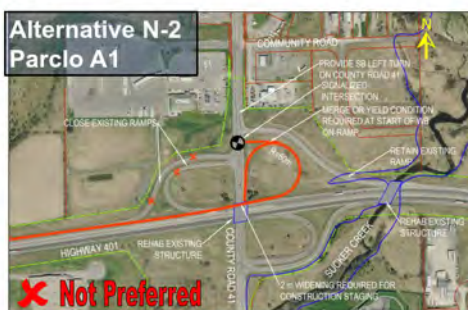 Alternative N-2
Parclo A1
N
COMMUNITY ROAD
PROVIDE SB LEFT TURN
ON COUNTY ROAD 41
SIGNALIZED
INTERSECTION
MERGE OR YIELD CONDITION
REQUIRED AT START OF WB
ON-RAMP
CLOSE EXISTING RAMPS
RETAIN EXISTING
RAMP
REHAB EXISTING
STRUCTURE
HIGHWAY 401
REHAB EXISTING
STRUCTURE
COUNTY ROAD 41
SUCKER CREEK
2 m WIDENING REQUIRED FOR
CONSTRUCTION STAGING
Not Preferred